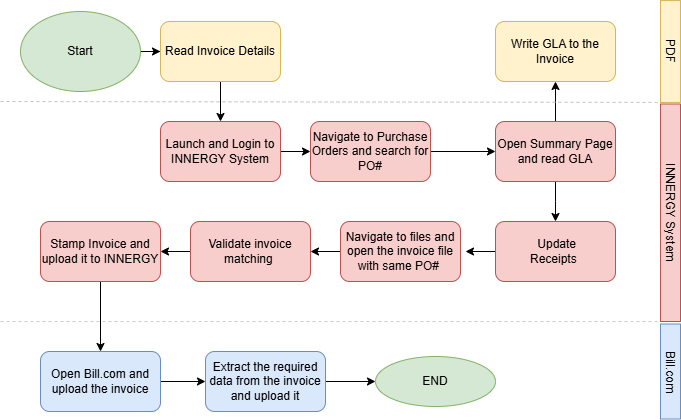 Start
Read Invoice Details
Write GLA to the
Invoice
PDF
Launch and Login to
INNERGY System
Navigate to Purchase
Orders and search for
PO#
Open Summary Page
and read GLA
INNERGY System
Stamp Invoice and
upload it to INNERGY
Validate invoice
matching
Navigate to files and
open the invoice file
with same PO#
Update
Receipts
Open Bill.com and
upload the invoice
Extract the required
data from the invoice
and upload it
END
Bill.com